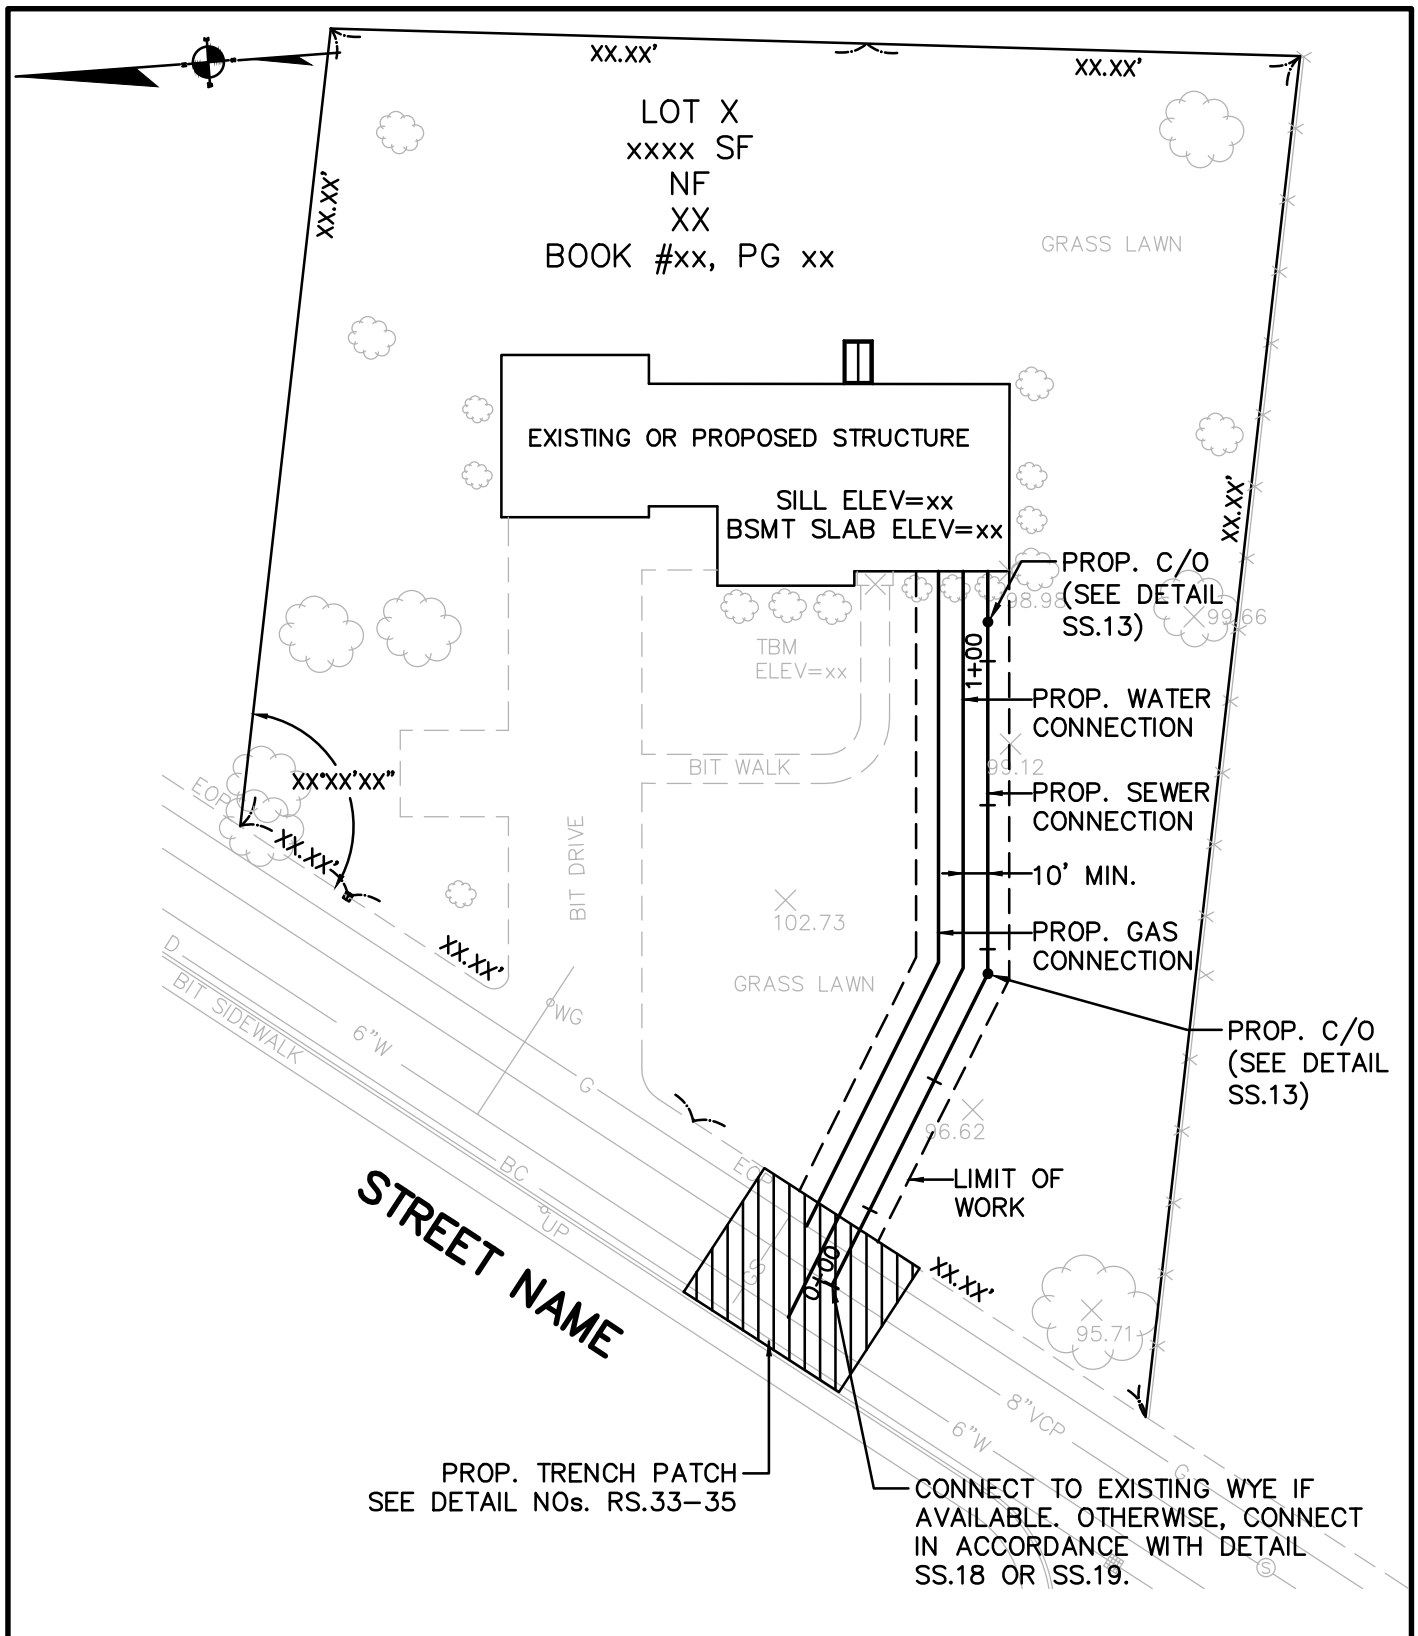 XX.XX'
XX.XX'
LOT X
xxxx SF
NF
XX
BOOK #xx, PG xx
XX.XX'
GRASS LAWN
EXISTING OR PROPOSED STRUCTURE
SILL ELEV=xx
BSMT SLAB ELEV=xx
XX.XX'
PROP. C/O
(SEE DETAIL
SS.13)
98.98
99.66
TBM
ELEV=xx
1+00
PROP. WATER
CONNECTION
99.12
BIT WALK
XX°XX'XX"
EOP
PROP. SEWER
CONNECTION
XX.XX'
BIT DRIVE
10' MIN.
102.73
PROP. GAS
CONNECTION
XX.XX'
D
GRASS LAWN
BIT SIDEWALK
6"W
WG
G
PROP. C/O
(SEE DETAIL
SS.13)
96.62
BC
EOP
LIMIT OF
WORK
UP
STREET NAME
GS
0+00
XX.XX'
95.71
8"VCP
6"W
G
PROP. TRENCH PATCH
SEE DETAIL NOs. RS.33-35
CONNECT TO EXISTING WYE IF
AVAILABLE. OTHERWISE, CONNECT
IN ACCORDANCE WITH DETAIL
SS.18 OR SS.19.
S